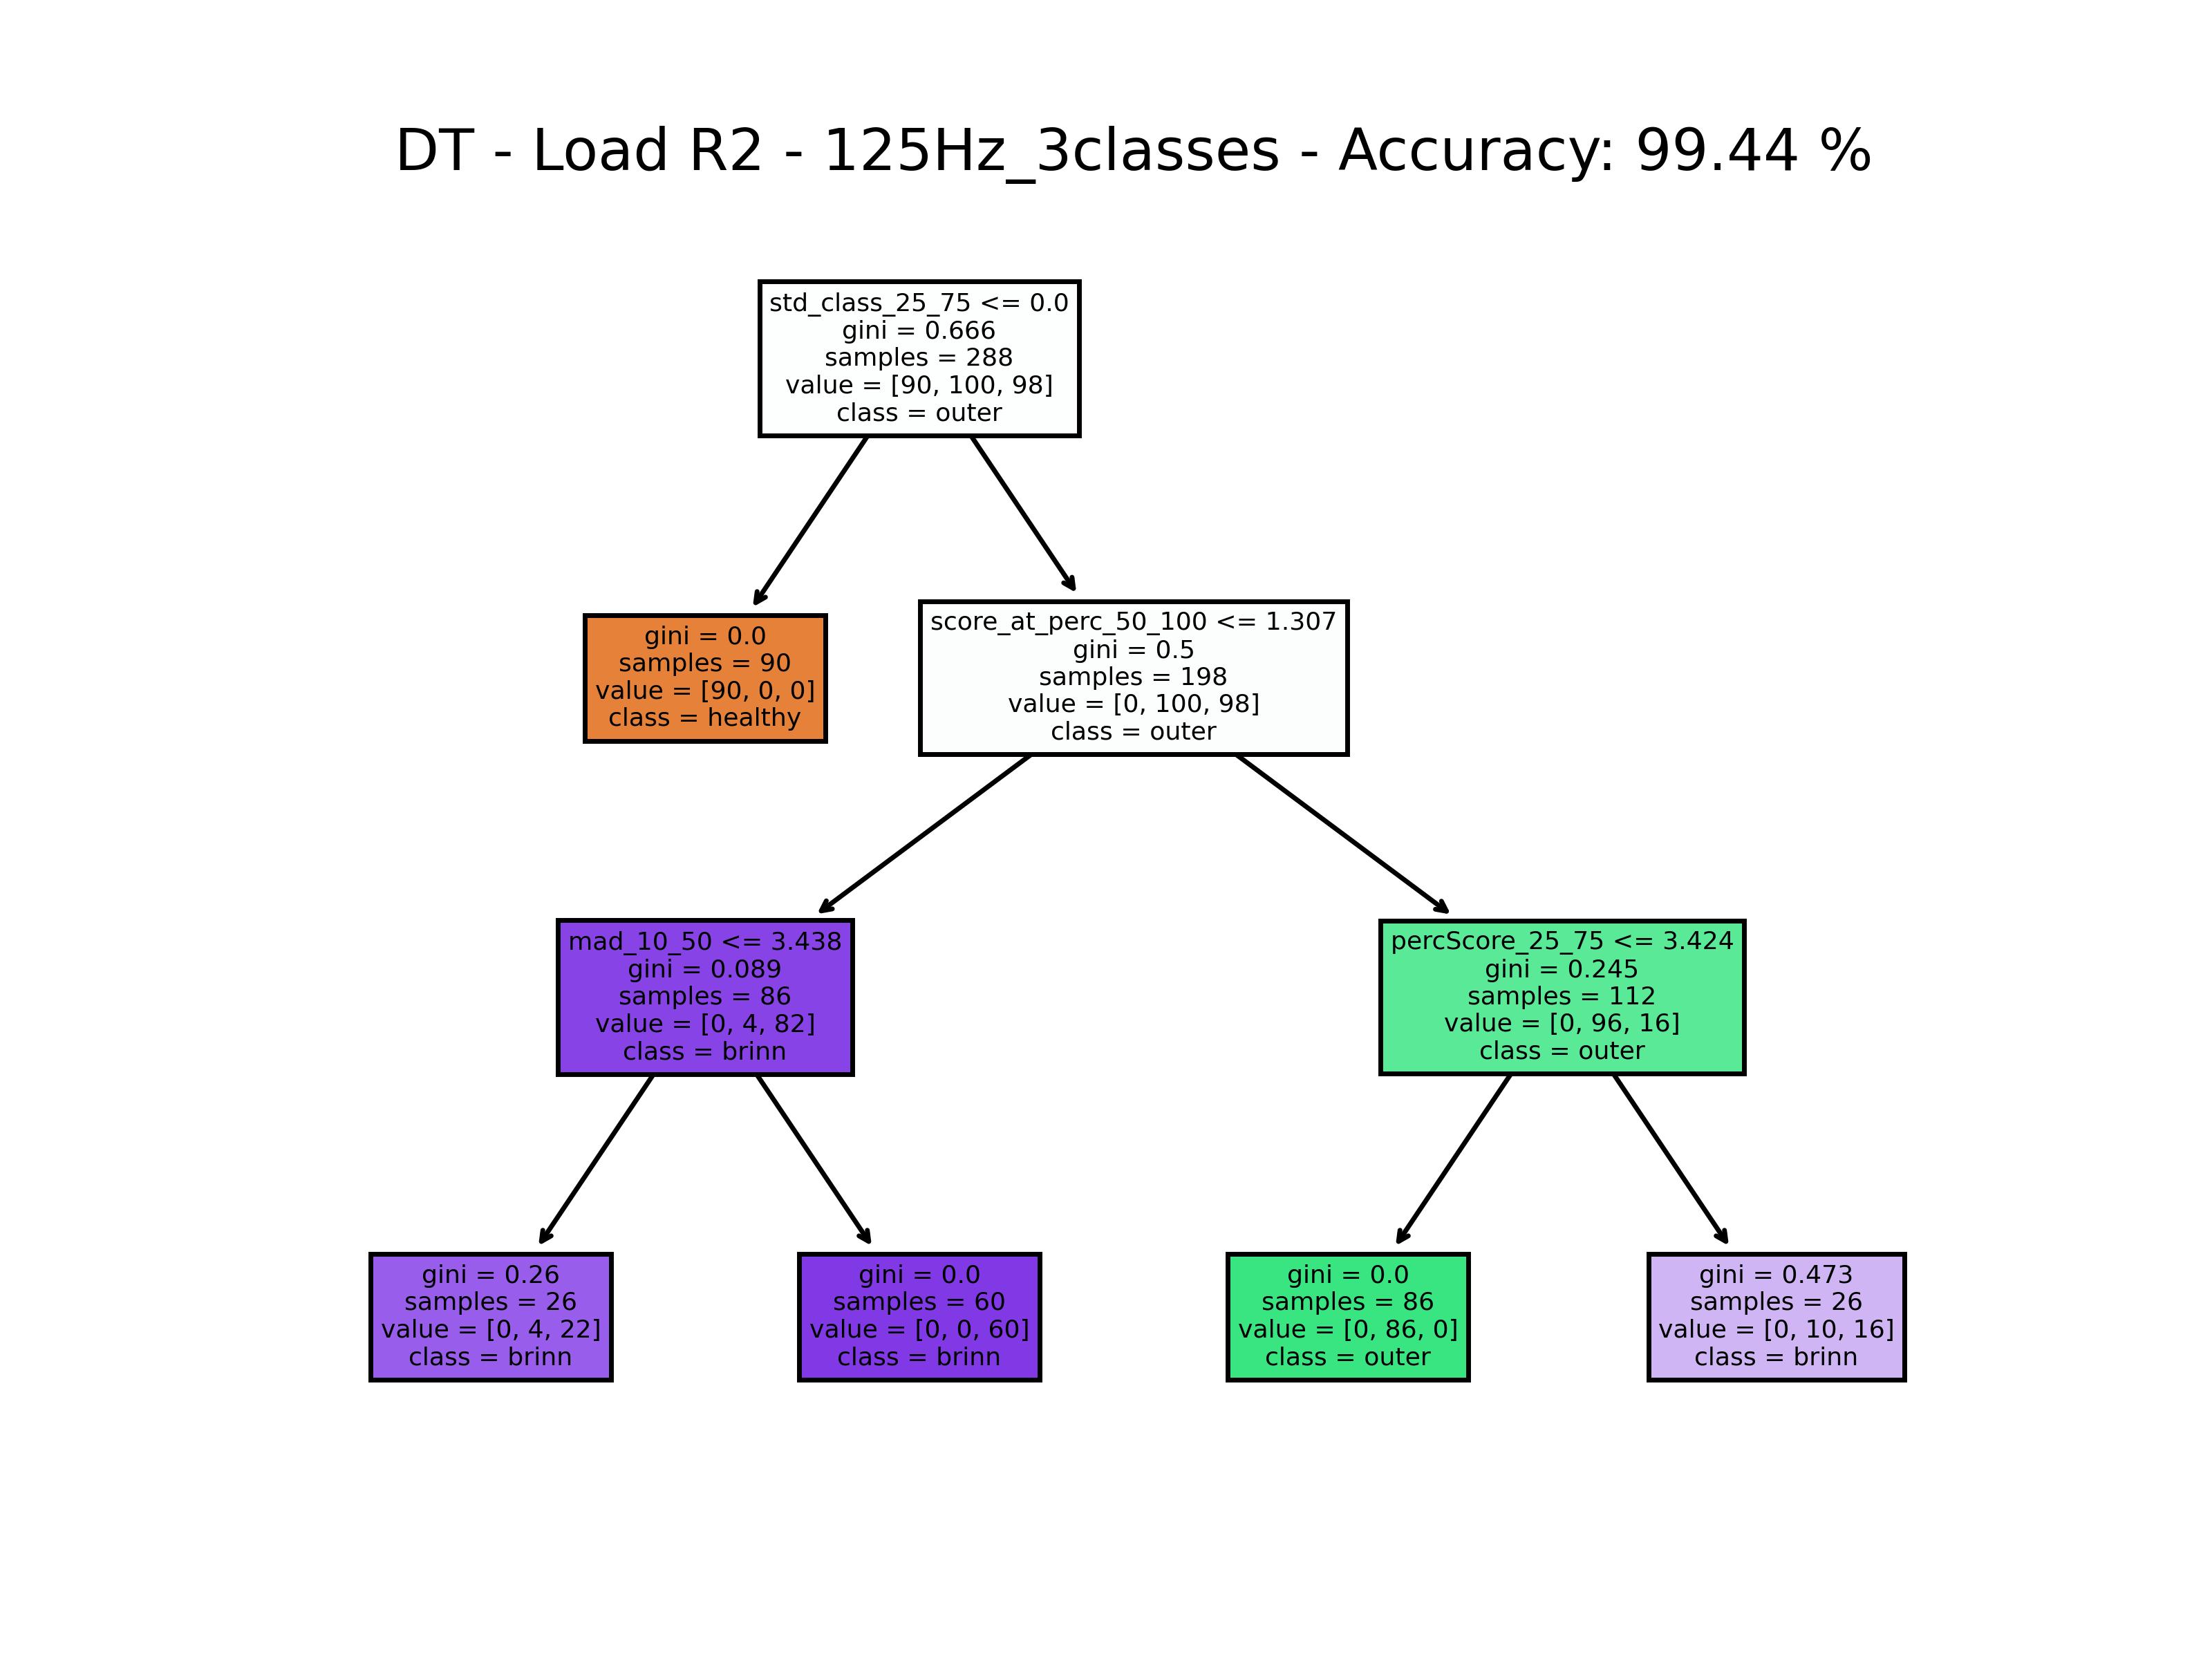 DT - Load R2 - 125Hz_3classes - Accuracy: 99.44 %
std_class_25_75 <= 0.0
gini = 0.666
samples = 288
value = [90, 100, 98]
class = outer
gini = 0.0
samples = 90
value = [90, 0, 0]
class = healthy
score_at_perc_50_100 <= 1.307
gini = 0.5
samples = 198
value = [0, 100, 98]
class = outer
mad_10_50 <= 3.438
gini = 0.089
samples = 86
value = [0, 4, 82]
class = brinn
percScore_25_75 <= 3.424
gini = 0.245
samples = 112
value = [0, 96, 16]
class = outer
gini = 0.26
samples = 26
value = [0, 4, 22]
class = brinn
gini = 0.0
samples = 60
value = [0, 0, 60]
class = brinn
gini = 0.0
samples = 86
value = [0, 86, 0]
class = outer
gini = 0.473
samples = 26
value = [0, 10, 16]
class = brinn